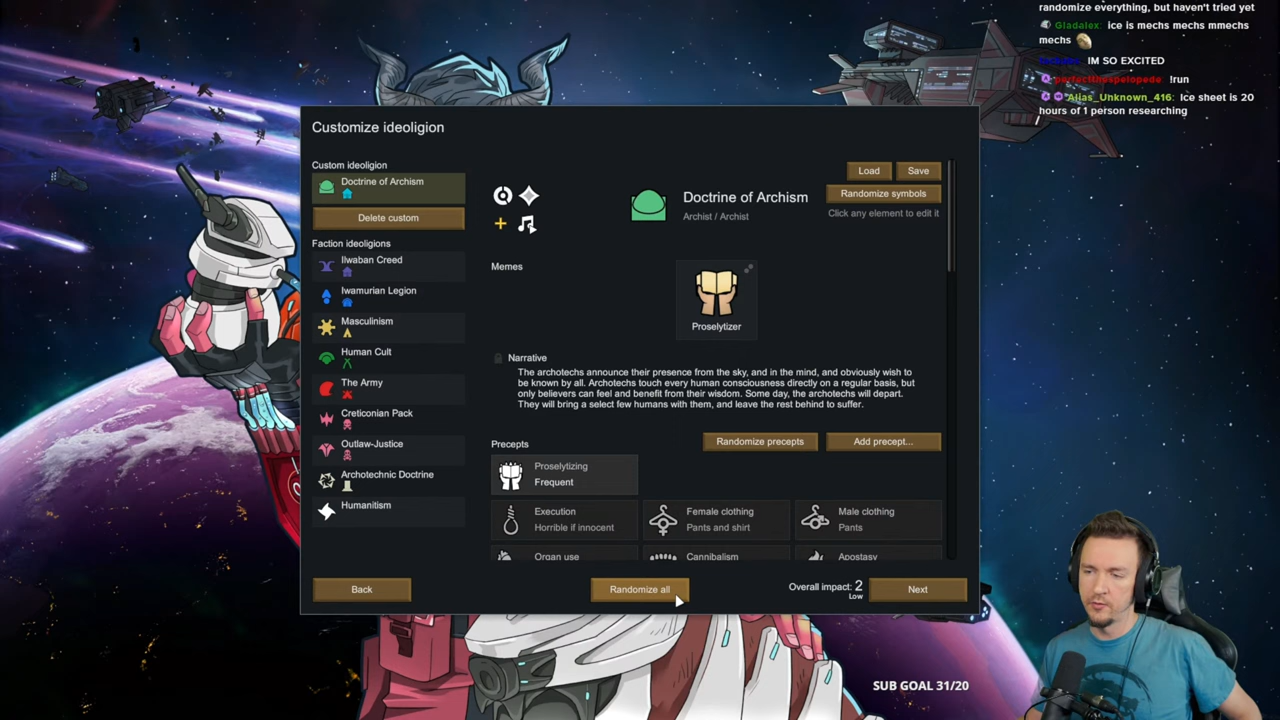 randomize everything, but haven't tried yet
Gladalex: ice is mechs mechs mmechs
mechs
IM SO EXCITED
perfectthespelopede: !run
Alias_Unknown_416: Ice sheet is 20
hours of 1 person researching
Customize ideoligion
Custom ideoligion
Doctrine of Archism
Delete custom
Faction ideoligions
Ilwaban Creed
Iwamurian Legion
Masculinism
Human Cult
The Army
Creticonian Pack
Outlaw-Justice
Archotechnic Doctrine
Humanitism
Load
Save
Randomize symbols
Click any element to edit it
Doctrine of Archism
Archist / Archist
Memes
Proselytizer
Narrative
The archotechs announce their presence from the sky, and in the mind, and obviously wish to
be known by all. Archotechs touch every human consciousness directly on a regular basis, but
only believers can feel and benefit from their wisdom. Some day, the archotechs will depart.
They will bring a select few humans with them, and leave the rest behind to suffer.
Precepts
Randomize precepts
Add precept...
Proselytizing
Frequent
Execution
Horrible if innocent
Female clothing
Pants and shirt
Male clothing
Pants
Organ use
Cannibalism
Apostasy
Back
Randomize all
Overall impact: 2
Low
Next
SUB GOAL 31/20